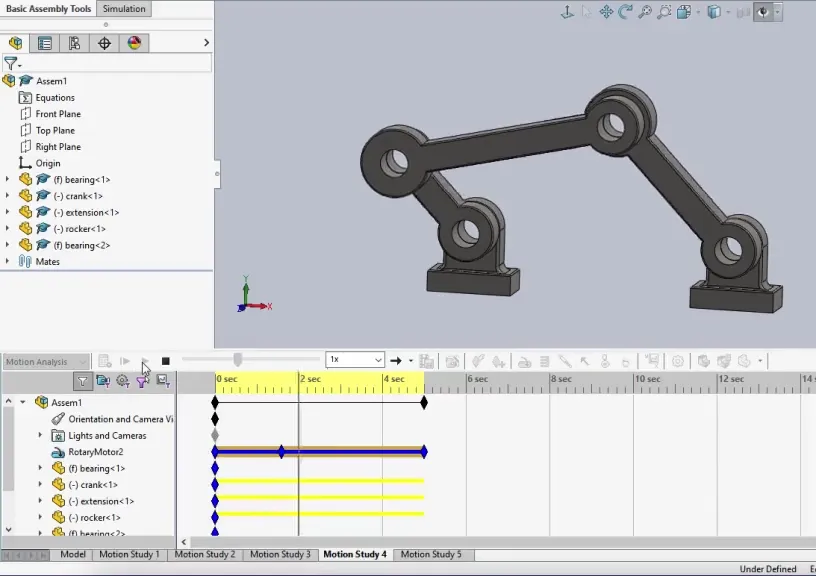 Basic Assembly Tools Simulation
Assem1
Equations
Front Plane
Top Plane
Right Plane
Origin
(f) bearing<1>
(-) crank<1>
(-) extension<1>
(-) rocker<1>
(f) bearing<2>
Mates
Y
X
Z
Motion Analysis
1x
0 sec 2 sec 4 sec 6 sec 8 sec 10 sec 12 sec 14 s
Assem1
Orientation and Camera Vi
Lights and Cameras
RotaryMotor2
(f) bearing<1>
(-) crank<1>
(-) extension<1>
(-) rocker<1>
(f) bearing<2>
Model Motion Study 1 Motion Study 2 Motion Study 3 Motion Study 4 Motion Study 5
Under Defined E